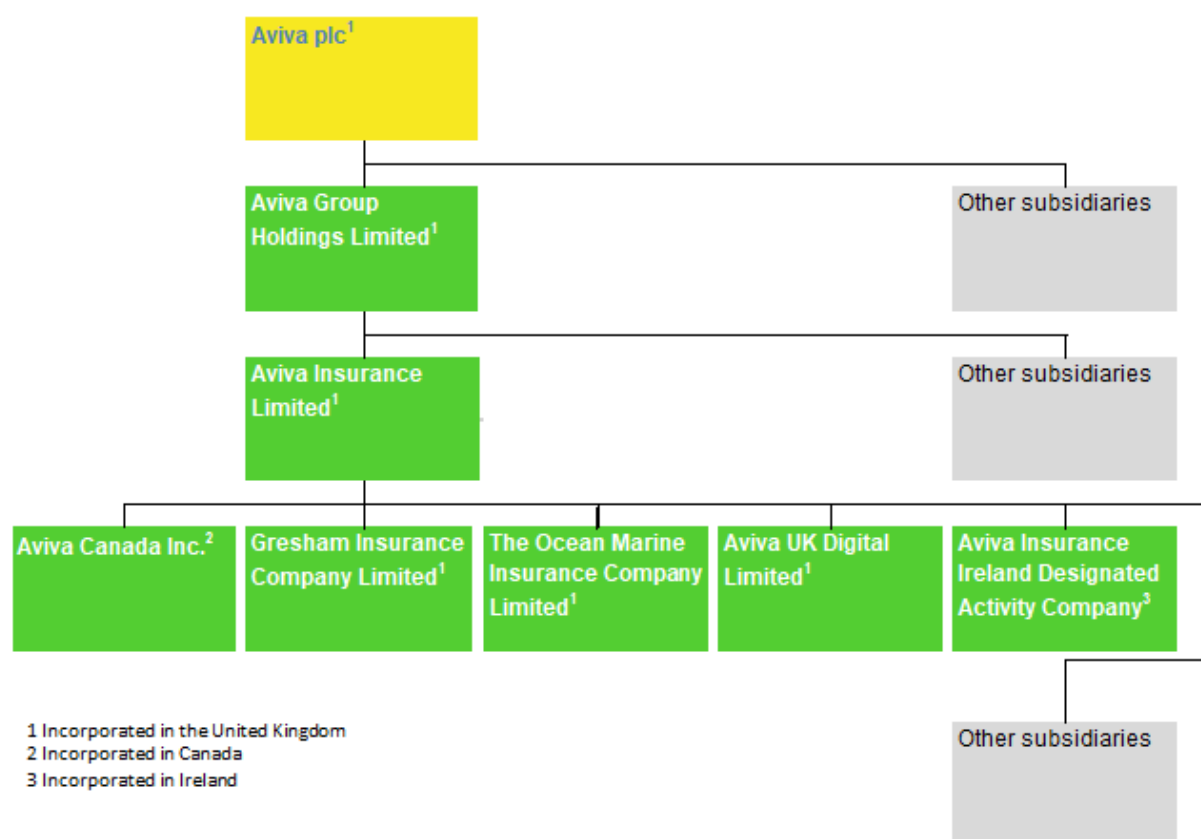 Aviva plc¹
Aviva Group
Holdings Limited¹
Other subsidiaries
Aviva Insurance
Limited¹
Other subsidiaries
Aviva Canada Inc.²
Gresham Insurance
Company Limited¹
The Ocean Marine
Insurance Company
Limited¹
Aviva UK Digital
Limited¹
Aviva Insurance
Ireland Designated
Activity Company³
Other subsidiaries
1 Incorporated in the United Kingdom
2 Incorporated in Canada
3 Incorporated in Ireland